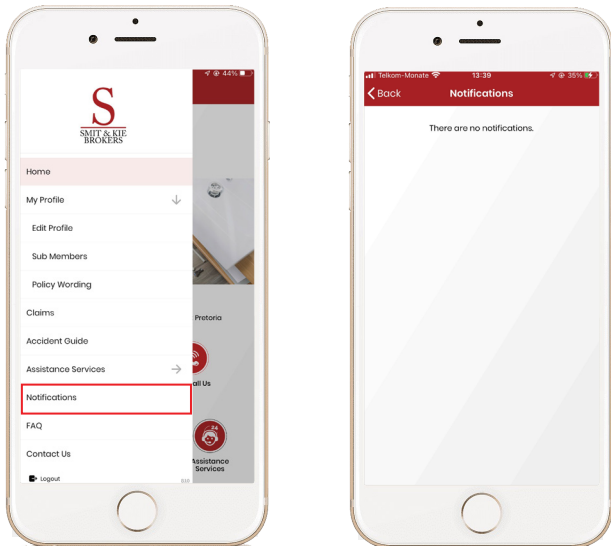 44%
S
SMIT & KIE
BROKERS
Home
My Profile
Edit Profile
Sub Members
Policy Wording
Claims
Accident Guide
Assistance Services
Notifications
FAQ
Contact Us
Logout
Pretoria
all Us
24
Assistance
Services
Telkom-Monate 13:39 35%
Back Notifications
There are no notifications.